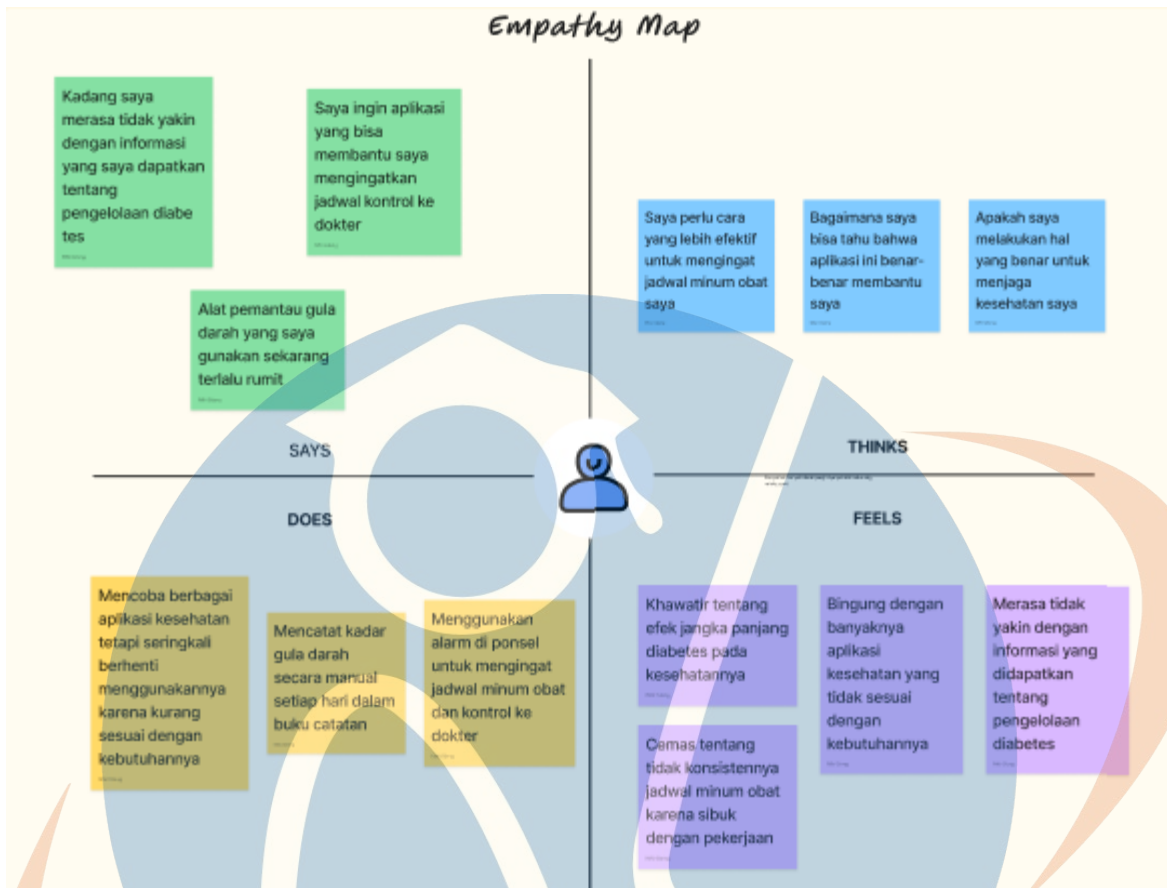 Empathy Map
Kadang saya
merasa tidak yakin
dengan informasi
yang saya dapatkan
tentang
pengelolaan diabe
tes
Saya ingin aplikasi
yang bisa
membantu saya
mengingatkan
jadwal kontrol ke
dokter
Alat pemantau gula
darah yang saya
gunakan sekarang
terlalu rumit
SAYS
Saya perlu cara
yang lebih efektif
untuk mengingat
jadwal minum obat
saya
Bagaimana saya
bisa tahu bahwa
aplikasi ini benar-
benar membantu
saya
Apakah saya
melakukan hal
yang benar untuk
menjaga
kesehatan saya
THINKS
DOES
Mencoba berbagai
aplikasi kesehatan
tetapi seringkali
berhenti
menggunakannya
karena kurang
sesuai dengan
kebutuhannya
Mencatat kadar
gula darah
secara manual
setiap hari dalam
buku catatan
Menggunakan
alarm di ponsel
untuk mengingat
jadwal minum obat
dan kontrol ke
dokter
FEELS
Khawatir tentang
efek jangka panjang
diabetes pada
kesehatannya
Cemas tentang
tidak konsistennya
jadwal minum obat
karena sibuk
dengan pekerjaan
Bingung dengan
banyaknya
aplikasi
kesehatan yang
tidak sesuai
dengan
kebutuhannya
Merasa tidak
yakin dengan
informasi yang
didapatkan
tentang
pengelolaan
diabetes